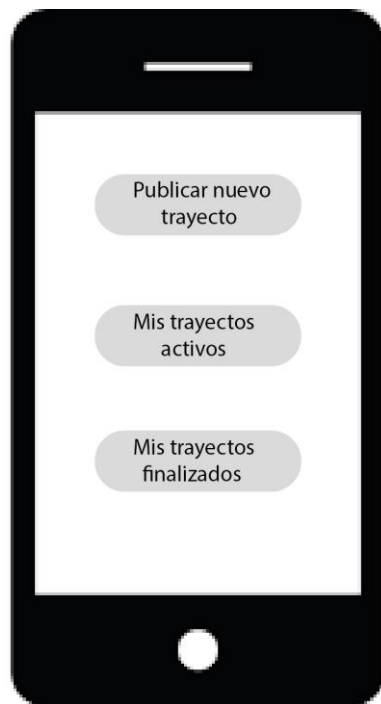 Publicar nuevo
trayecto
Mis trayectos
activos
Mis trayectos
finalizados